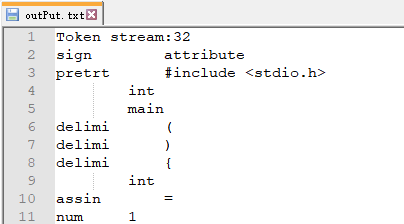 outPut.txt
1 Token stream:32
2 sign attribute
3 pretrt #include <stdio.h>
4 int
5 main
6 delimi (
7 delimi )
8 delimi {
9 int
10 assin =
11 num 1